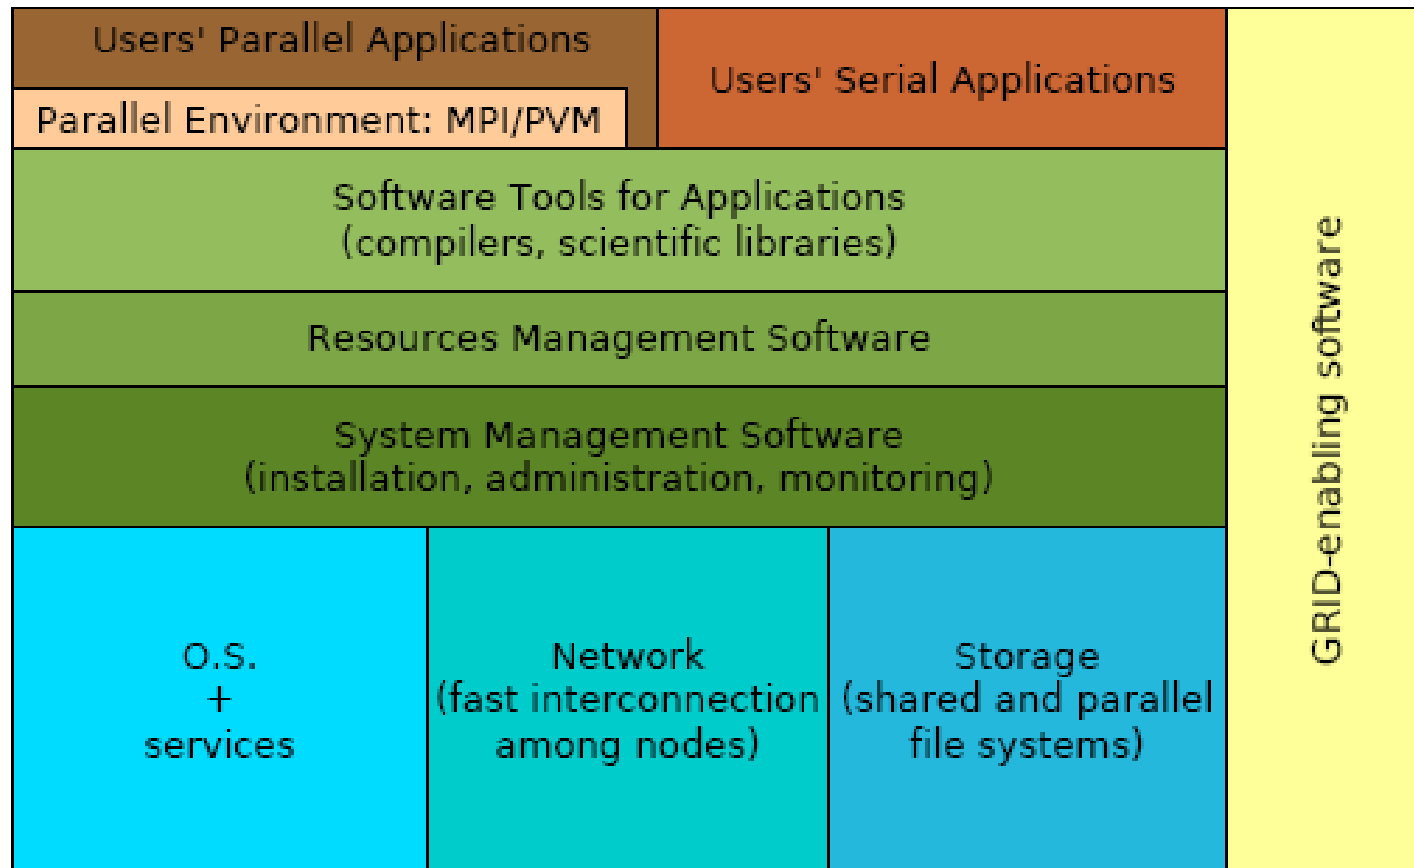 Users' Parallel Applications
Users' Serial Applications
Parallel Environment: MPI/PVM
Software Tools for Applications
(compilers, scientific libraries)
Resources Management Software
System Management Software
(installation, administration, monitoring)
O.S.
+
services
Network
(fast interconnection
among nodes)
Storage
(shared and parallel
file systems)
GRID-enabling software